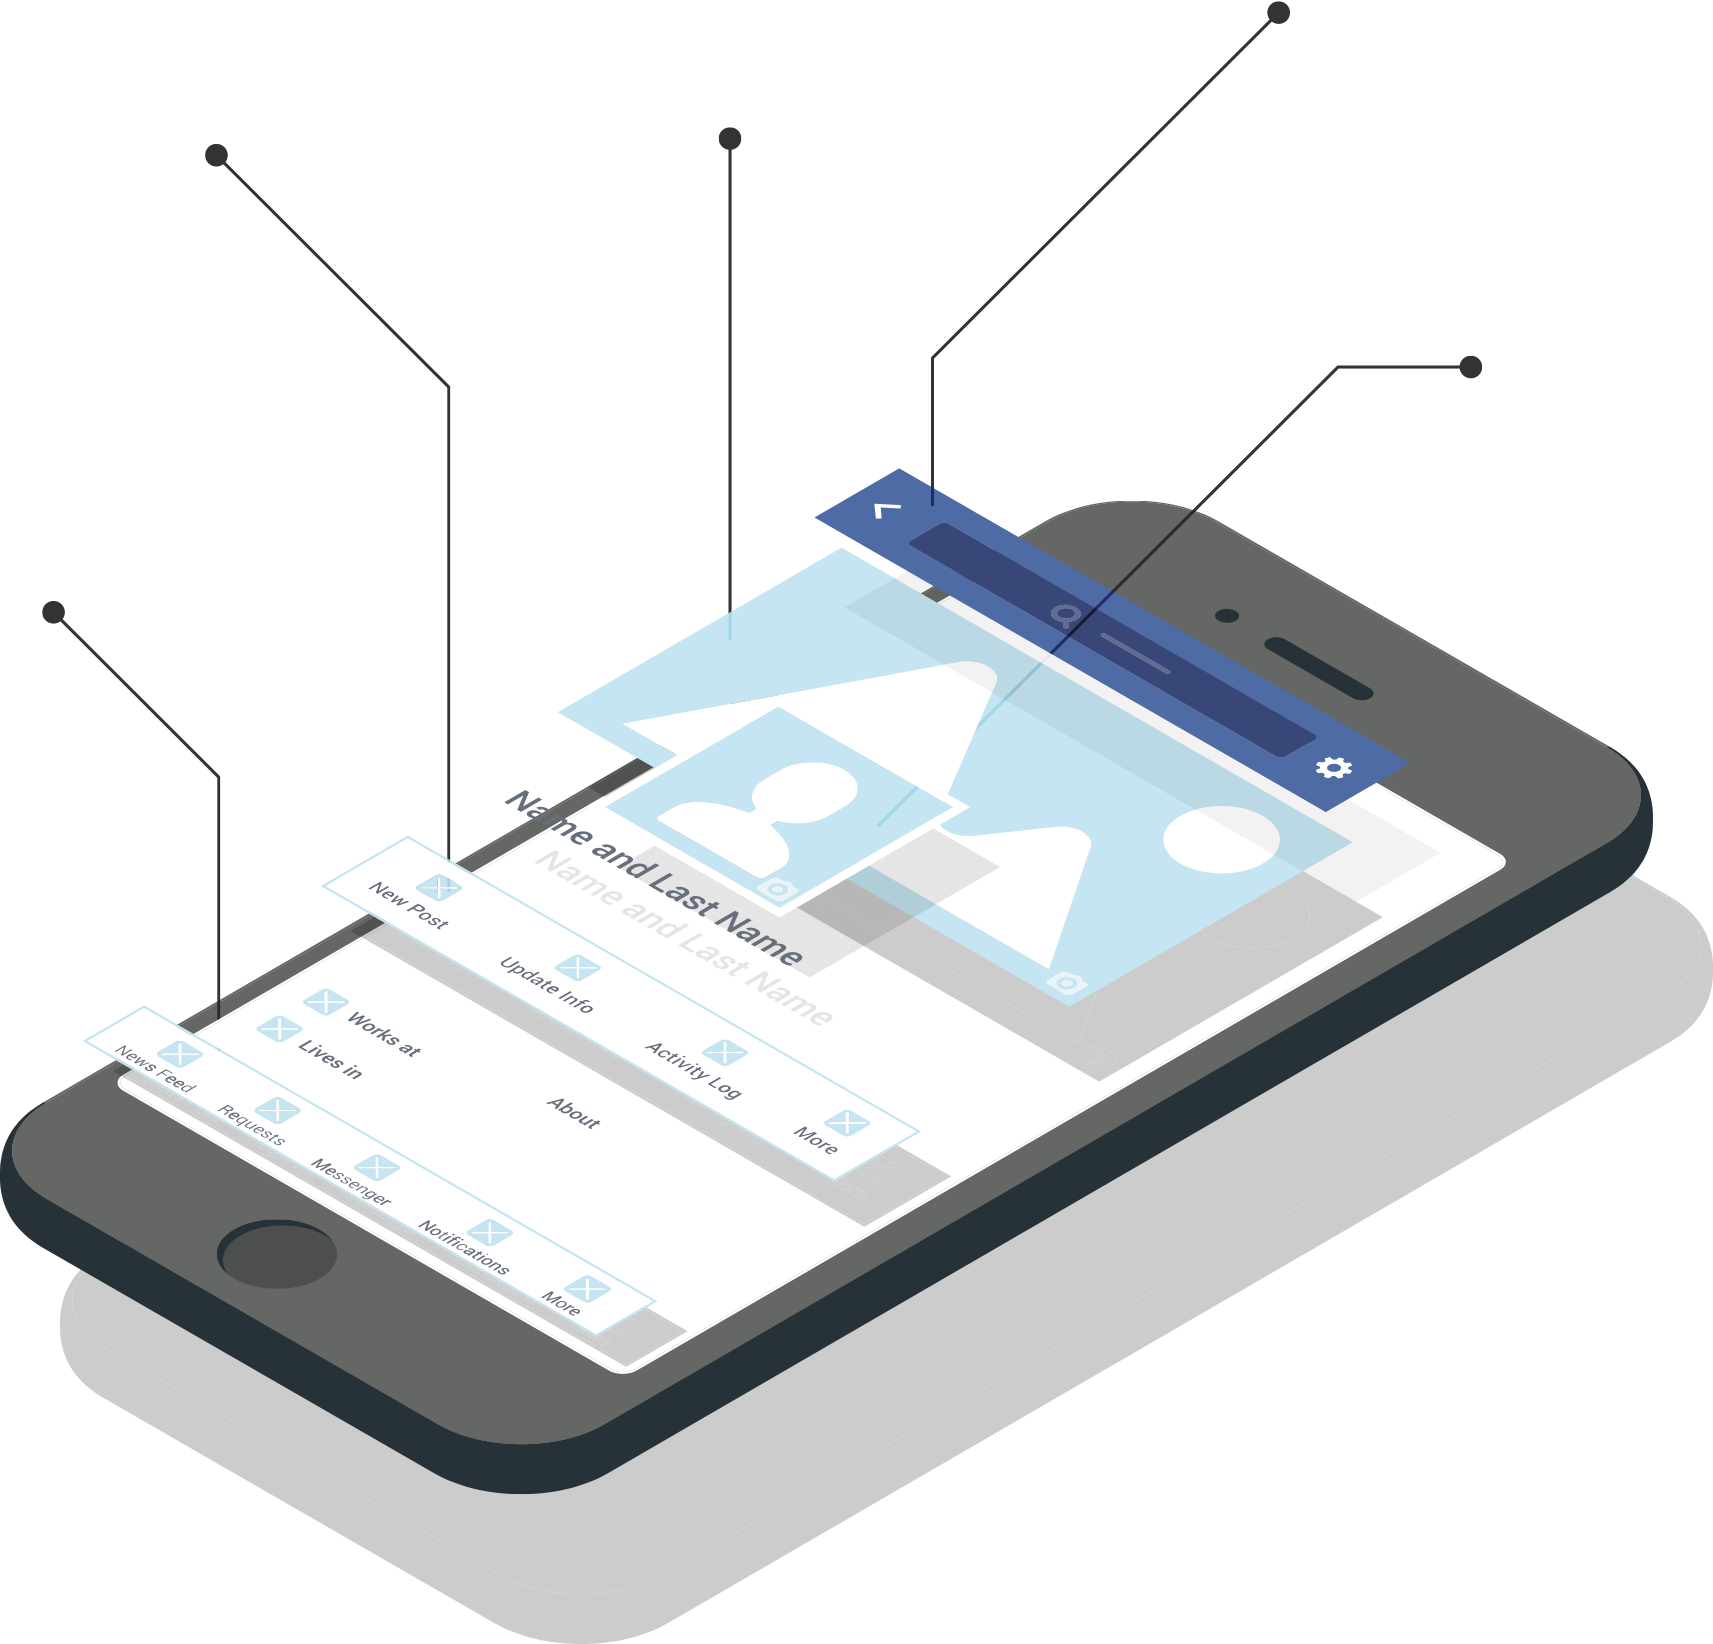 Name and Last Name
Name and Last Name
New Post
Update Info
Activity Log
More
Works at
Lives in
About
News Feed
Requests
Messenger
Notifications
More